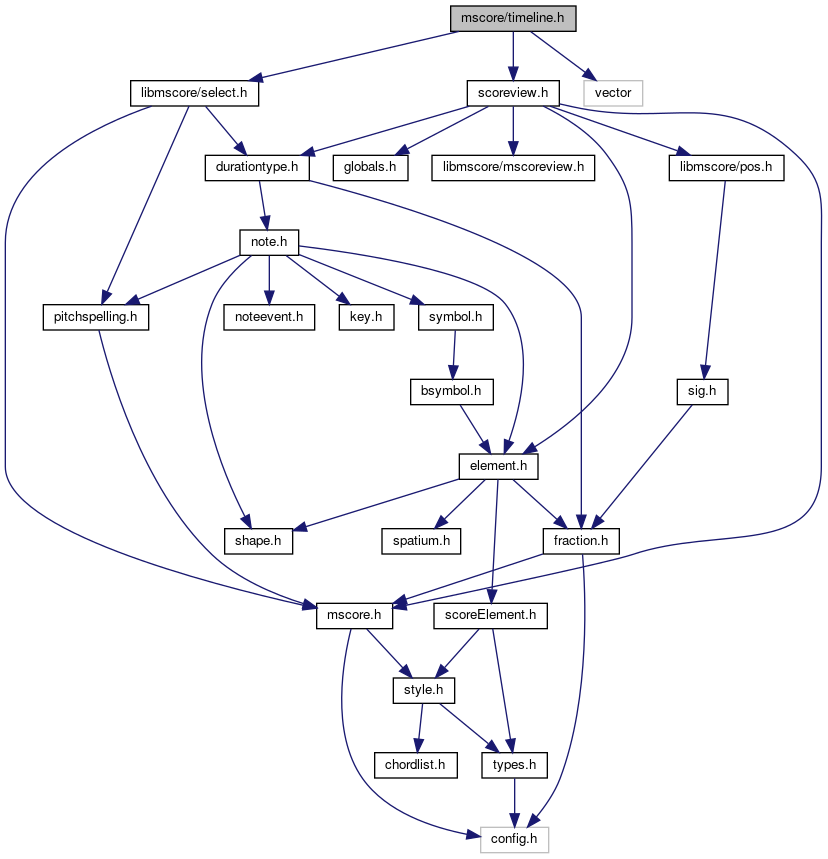 mscore/timeline.h
libmscore/select.h
scoreview.h
vector
durationtype.h
globals.h
libmscore/mscoreview.h
libmscore/pos.h
note.h
pitchspelling.h
noteevent.h
key.h
symbol.h
bsymbol.h
sig.h
element.h
shape.h
spatium.h
fraction.h
mscore.h
scoreElement.h
style.h
chordlist.h
types.h
config.h